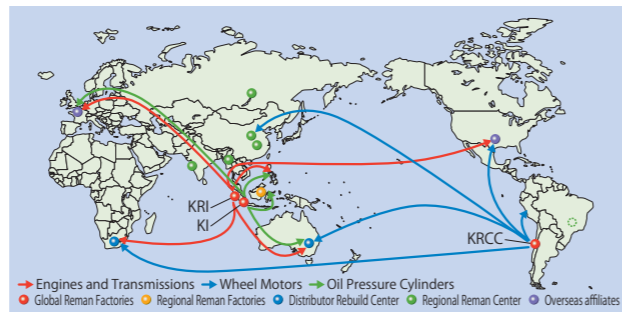 KRI
KI
KRCC
Engines and Transmissions Wheel Motors Oil Pressure Cylinders
Global Reman Factories Regional Reman Factories Distributor Rebuild Center Regional Reman Center Overseas affiliates